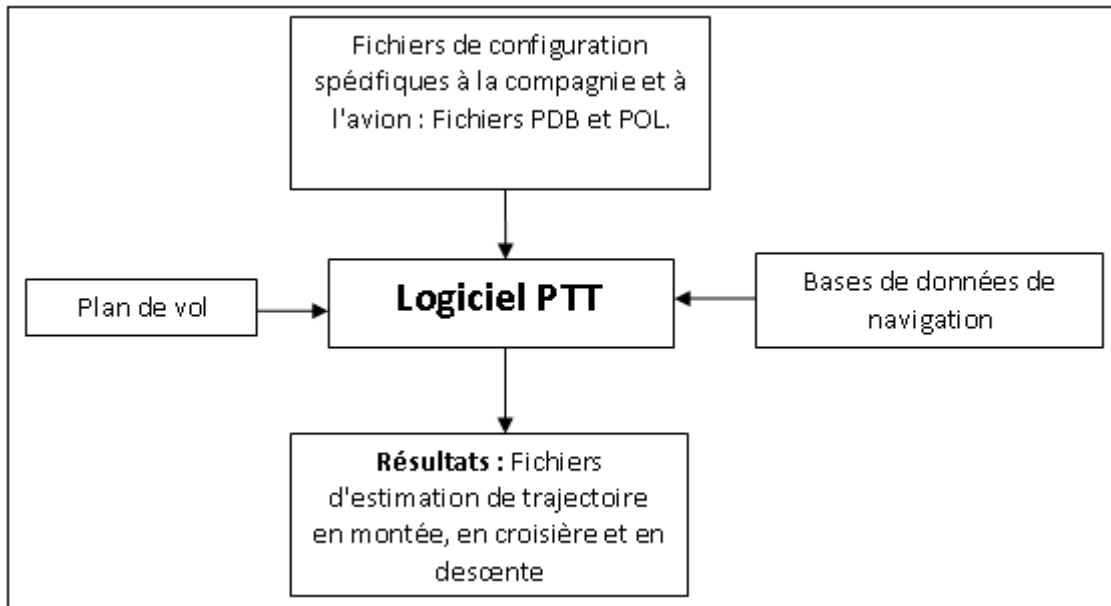 Fichiers de configuration
spécifiques à la compagnie et à
l'avion : Fichiers PDB et POL.
Plan de vol
Logiciel PTT
Bases de données de
navigation
Résultats : Fichiers
d'estimation de trajectoire
en montée, en croisière et en
descente